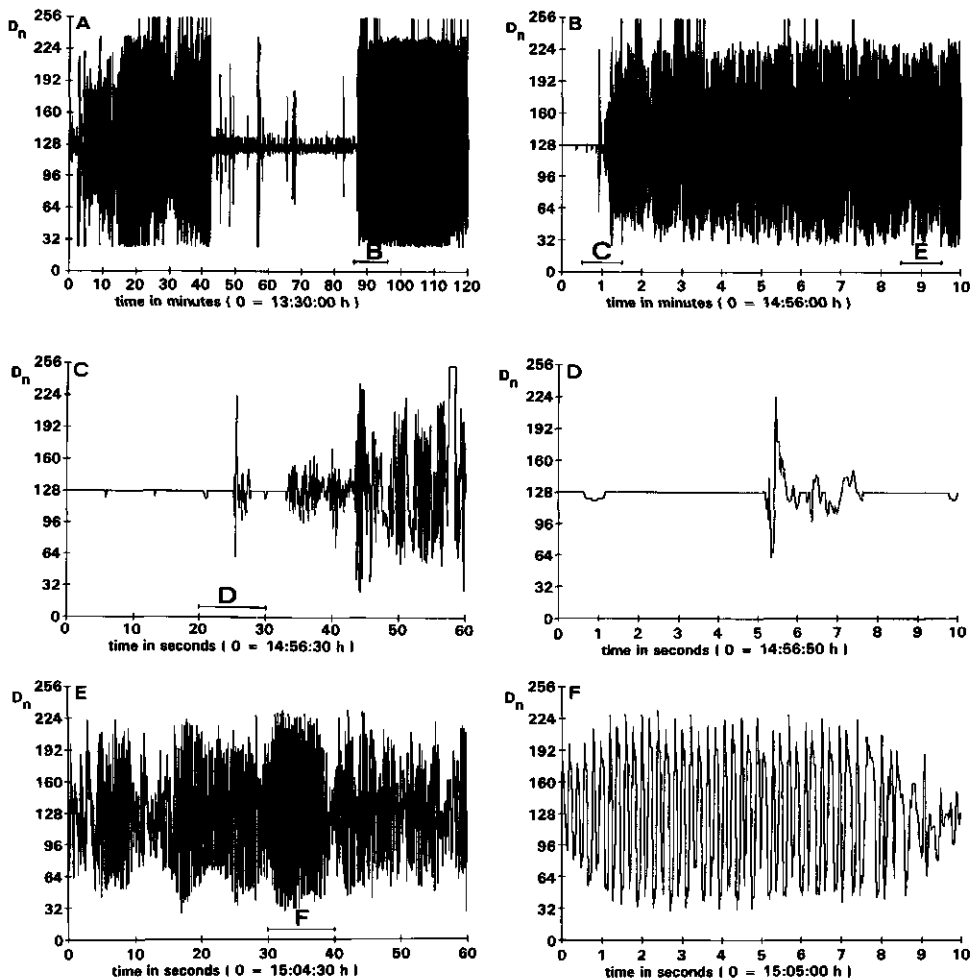 A
Dn
256
224
192
160
128
96
64
32
0
B
0 10 20 30 40 50 60 70 80 90 100 110 120
time in minutes ( 0 = 13:30:00 h )
B
Dn
256
224
192
160
128
96
64
32
0
C E
0 1 2 3 4 5 6 7 8 9 10
time in minutes ( 0 = 14:56:00 h )
C
Dn
256
224
192
160
128
96
64
32
0
D
0 10 20 30 40 50 60
time in seconds ( 0 = 14:56:30 h )
D
Dn
256
224
192
160
128
96
64
32
0
0 1 2 3 4 5 6 7 8 9 10
time in seconds ( 0 = 14:56:50 h )
E
Dn
256
224
192
160
128
96
64
32
0
F
0 10 20 30 40 50 60
time in seconds ( 0 = 15:04:30 h )
F
Dn
256
224
192
160
128
96
64
32
0
0 1 2 3 4 5 6 7 8 9 10
time in seconds ( 0 = 15:05:00 h )